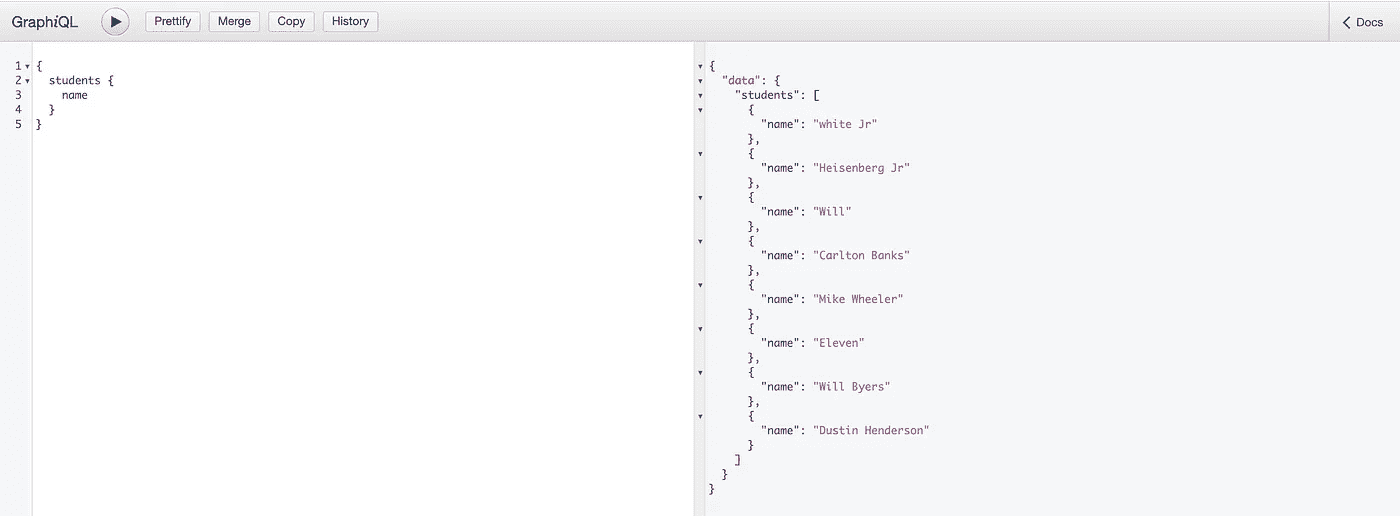 GraphiQL Prettify Merge Copy History Docs
1 {
2 students {
3 name
4 }
5 }
{
"data": {
"students": [
{
"name": "white Jr"
},
{
"name": "Heisenberg Jr"
},
{
"name": "Will"
},
{
"name": "Carlton Banks"
},
{
"name": "Mike Wheeler"
},
{
"name": "Eleven"
},
{
"name": "Will Byers"
},
{
"name": "Dustin Henderson"
}
]
}
}